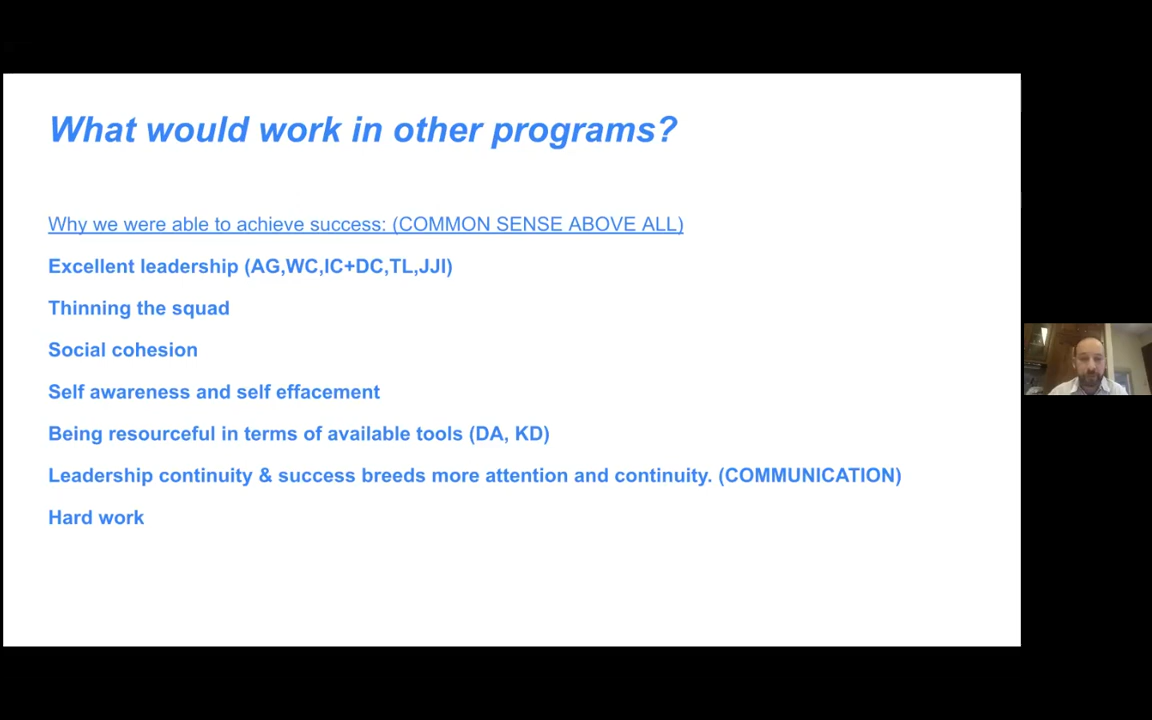 What would work in other programs?
Why we were able to achieve success: (COMMON SENSE ABOVE ALL)
Excellent leadership (AG,WC,IC+DC,TL,JJI)
Thinning the squad
Social cohesion
Self awareness and self effacement
Being resourceful in terms of available tools (DA, KD)
Leadership continuity & success breeds more attention and continuity. (COMMUNICATION)
Hard work